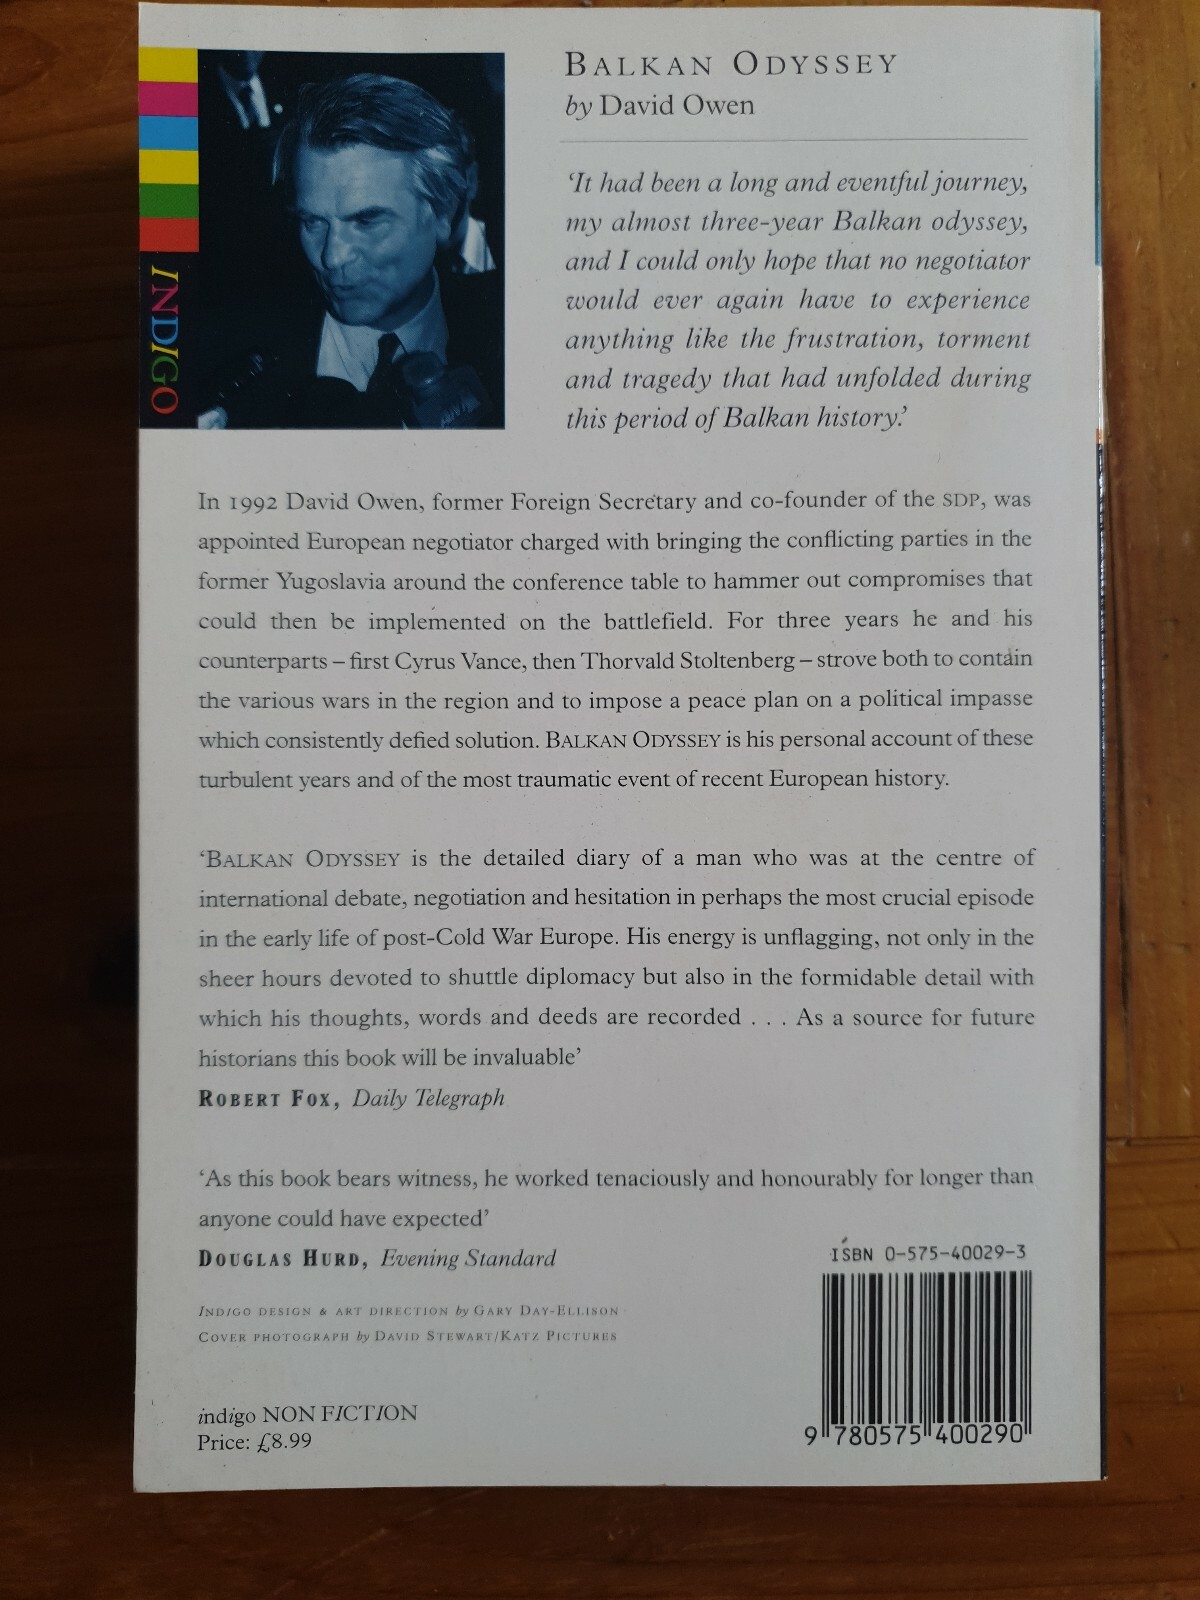 BALKAN ODYSSEY
by David Owen
INDIGO
‘It had been a long and eventful journey,
my almost three-year Balkan odyssey,
and I could only hope that no negotiator
would ever again have to experience
anything like the frustration, torment
and tragedy that had unfolded during
this period of Balkan history.’
In 1992 David Owen, former Foreign Secretary and co-founder of the SDP, was
appointed European negotiator charged with bringing the conflicting parties in the
former Yugoslavia around the conference table to hammer out compromises that
could then be implemented on the battlefield. For three years he and his
counterparts – first Cyrus Vance, then Thorvald Stoltenberg – strove both to contain
the various wars in the region and to impose a peace plan on a political impasse
which consistently defied solution. BALKAN ODYSSEY is his personal account of these
turbulent years and of the most traumatic event of recent European history.
‘BALKAN ODYSSEY is the detailed diary of a man who was at the centre of
international debate, negotiation and hesitation in perhaps the most crucial episode
in the early life of post-Cold War Europe. His energy is unflagging, not only in the
sheer hours devoted to shuttle diplomacy but also in the formidable detail with
which his thoughts, words and deeds are recorded . . . As a source for future
historians this book will be invaluable’
ROBERT FOX, Daily Telegraph
‘As this book bears witness, he worked tenaciously and honourably for longer than
anyone could have expected’
DOUGLAS HURD, Evening Standard
INDIGO DESIGN & ART DIRECTION by GARY DAY-ELLISON
COVER PHOTOGRAPH by DAVID STEWART/KATZ PICTURES
indigo NON FICTION
Price: £8.99
ISBN 0-575-40029-3
9 780575 400290